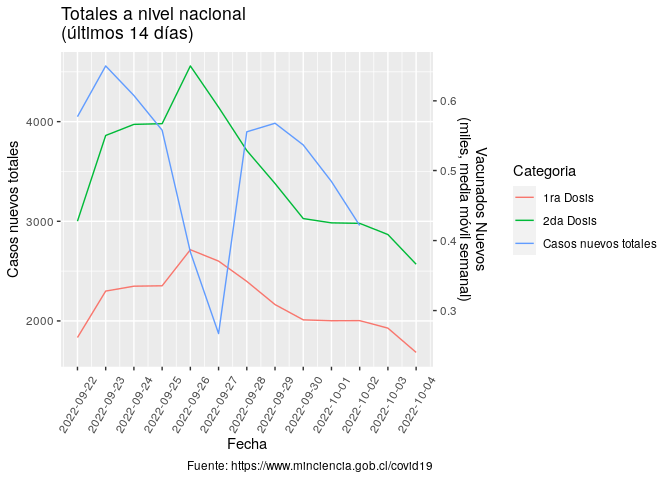 Totales a nivel nacional
(últimos 14 días)
Casos nuevos totales
4000
3000
2000
0.6
0.5
0.4
0.3
Vacunados Nuevos
(miles, media móvil semanal)
2022-09-22
2022-09-23
2022-09-24
2022-09-25
2022-09-26
2022-09-27
2022-09-28
2022-09-29
2022-09-30
2022-10-01
2022-10-02
2022-10-03
2022-10-04
Fecha
Categoria
1ra Dosis
2da Dosis
Casos nuevos totales
Fuente: https://www.minciencia.gob.cl/covid19